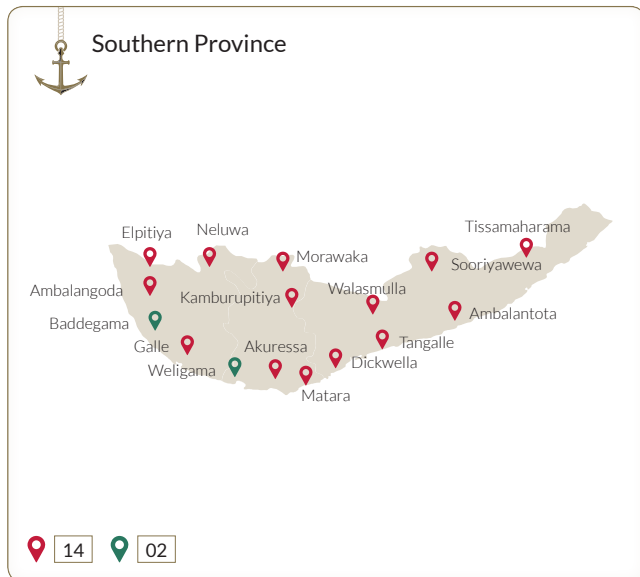 Southern Province
Tissamaharama
Elpitiya
Neluwa
Morawaka
Sooriyawewa
Ambalangoda
Kamburupitiya
Walasmulla
Baddegama
Ambalantota
Galle
Akuressa
Tangalle
Weligama
Dickwella
Matara
14 02